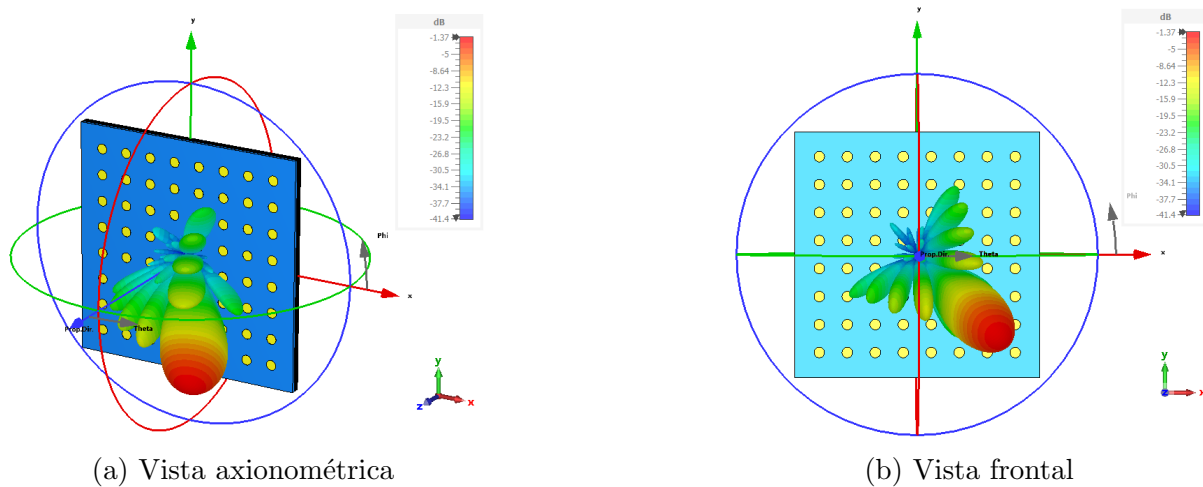 y
dB
-1.37
-5
-8.64
-12.3
-15.9
-19.5
-23.2
-26.8
-30.5
-34.1
-37.7
-41.4
Phi
x
Prop.Dir.
Theta
y
z
x
(a) Vista axionométrica
y
dB
-1.37
-5
-8.64
-12.3
-15.9
-19.5
-23.2
-26.8
-30.5
-34.1
-37.7
-41.4
Phi
Prop.Dir.
Theta
x
y
z
x
(b) Vista frontal